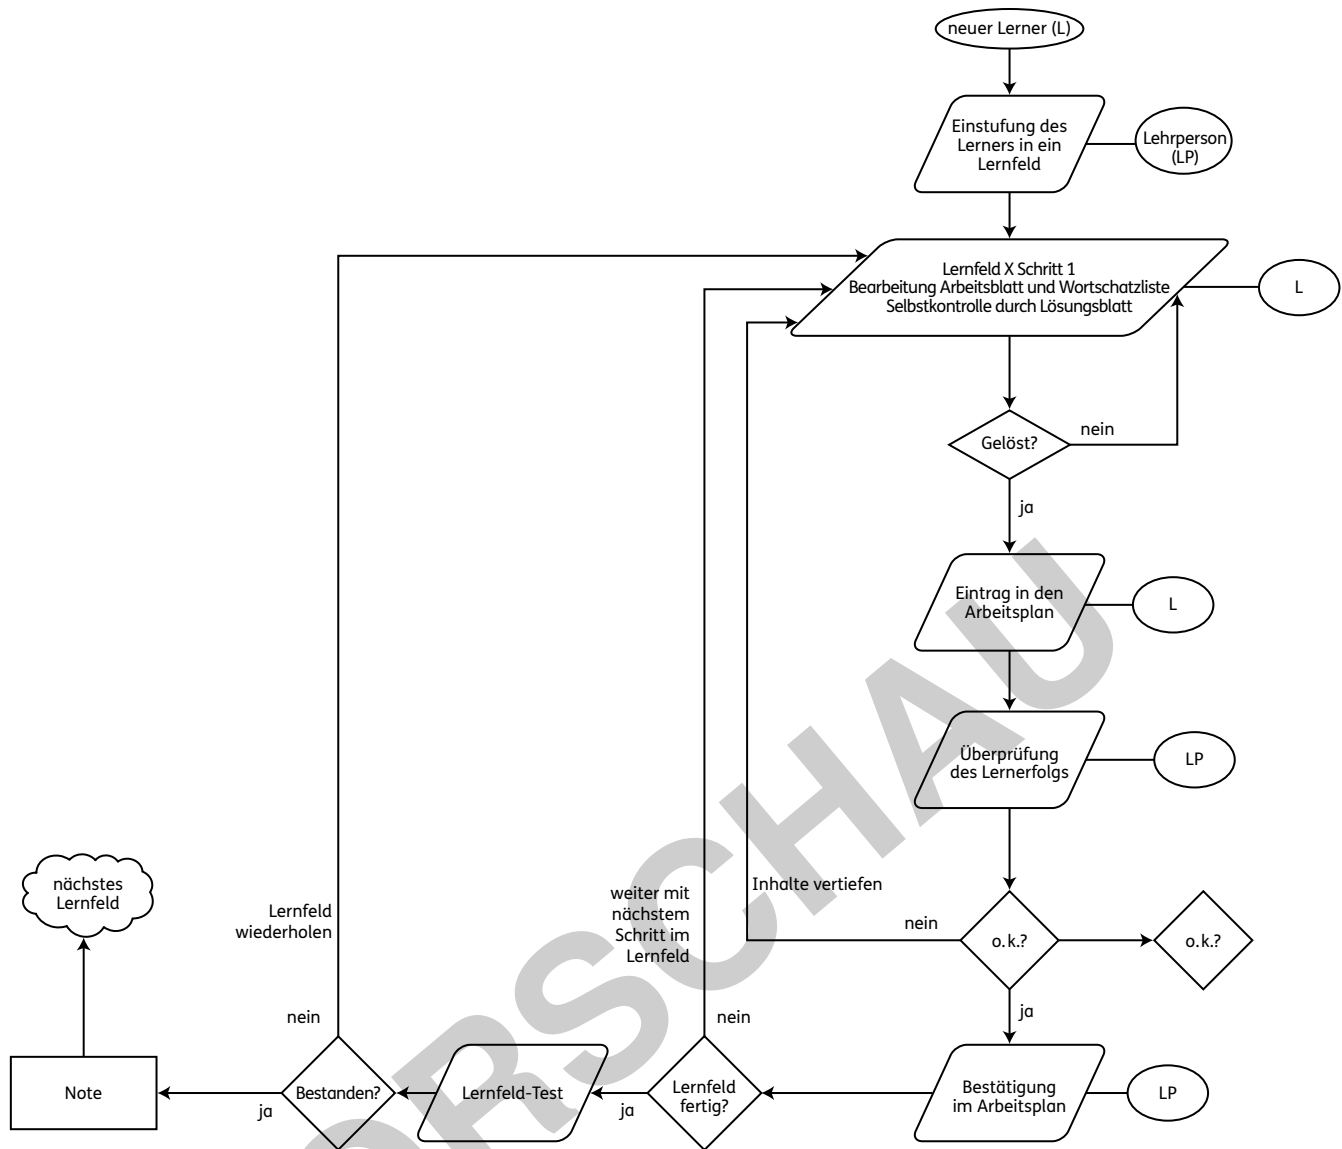 neuer Lerner (L)
Einstufung des
Lerners in ein
Lernfeld
Lehrperson
(LP)
Lernfeld X Schritt 1
Bearbeitung Arbeitsblatt und Wortschatzliste
Selbstkontrolle durch Lösungsblatt
L
Gelöst?
nein
ja
Eintrag in den
Arbeitsplan
L
Überprüfung
des Lernerfolgs
LP
Inhalte vertiefen
nein
o.k.?
o.k.?
ja
weiter mit
nächstem
Schritt im
Lernfeld
nein
Lernfeld
wiederholen
nein
nächstes
Lernfeld
Note
ja
Bestanden?
Lernfeld-Test
ja
Lernfeld
fertig?
Bestätigung
im Arbeitsplan
LP
ORSCHAU